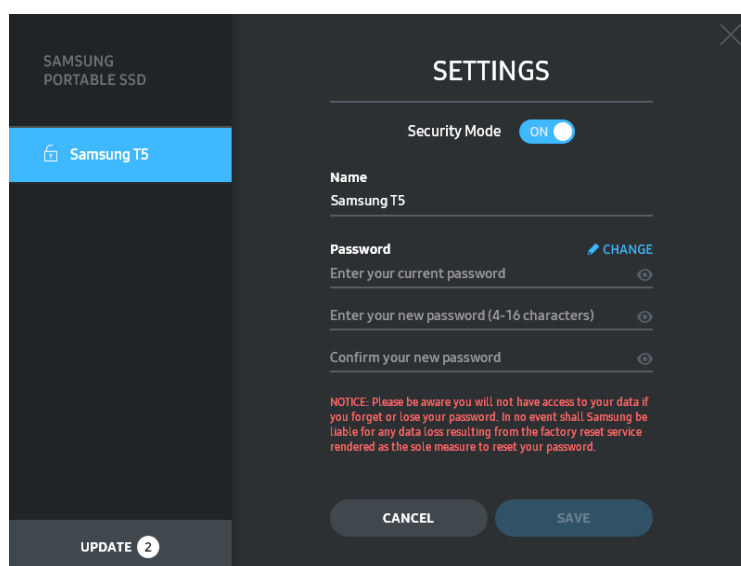 SAMSUNG
PORTABLE SSD
Samsung T5
UPDATE 2
SETTINGS
Security Mode ON
Name
Samsung T5
Password CHANGE
Enter your current password
Enter your new password (4-16 characters)
Confirm your new password
NOTICE: Please be aware you will not have access to your data if
you forget or lose your password. In no event shall Samsung be
liable for any data loss resulting from the factory reset service
rendered as the sole measure to reset your password.
CANCEL SAVE